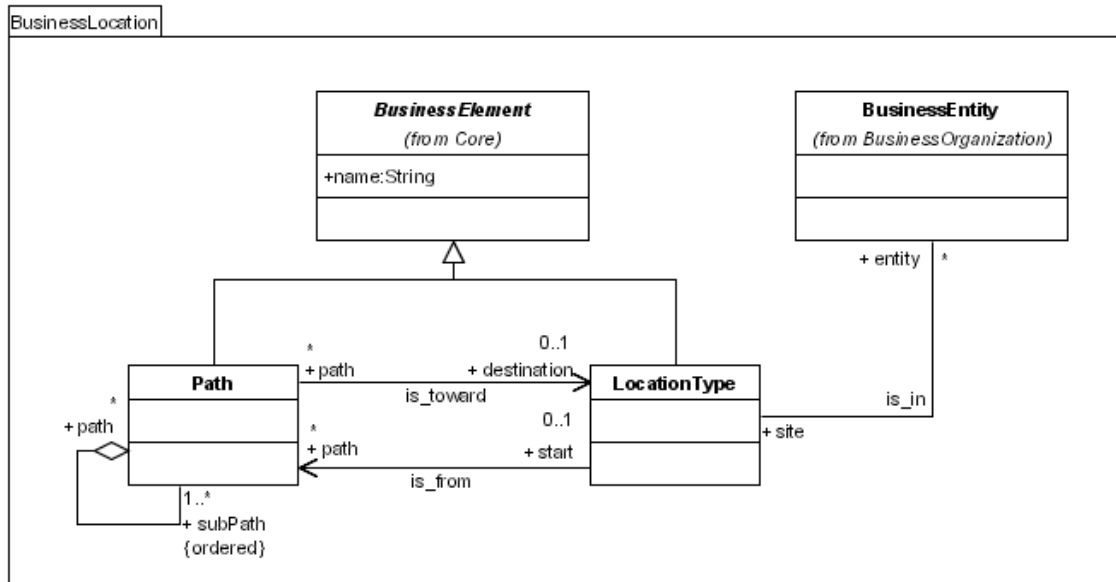 BusinessLocation
BusinessElement
(from Core)
+name:String
BusinessEntity
(from BusinessOrganization)
+ entity
*
*
+ path
0..1
+ destination
is_toward
Path
LocationType
*
+ path
*
+ path
0..1
+ start
is_from
is_in
+ site
1..*
+ subPath
{ordered}